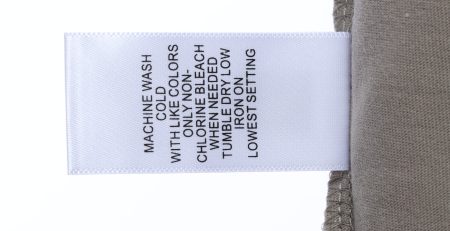 MACHINE WASH
COLD
WITH LIKE COLORS
ONLY NON-
CHLORINE BLEACH
WHEN NEEDED
TUMBLE DRY LOW
IRON ON
LOWEST SETTING